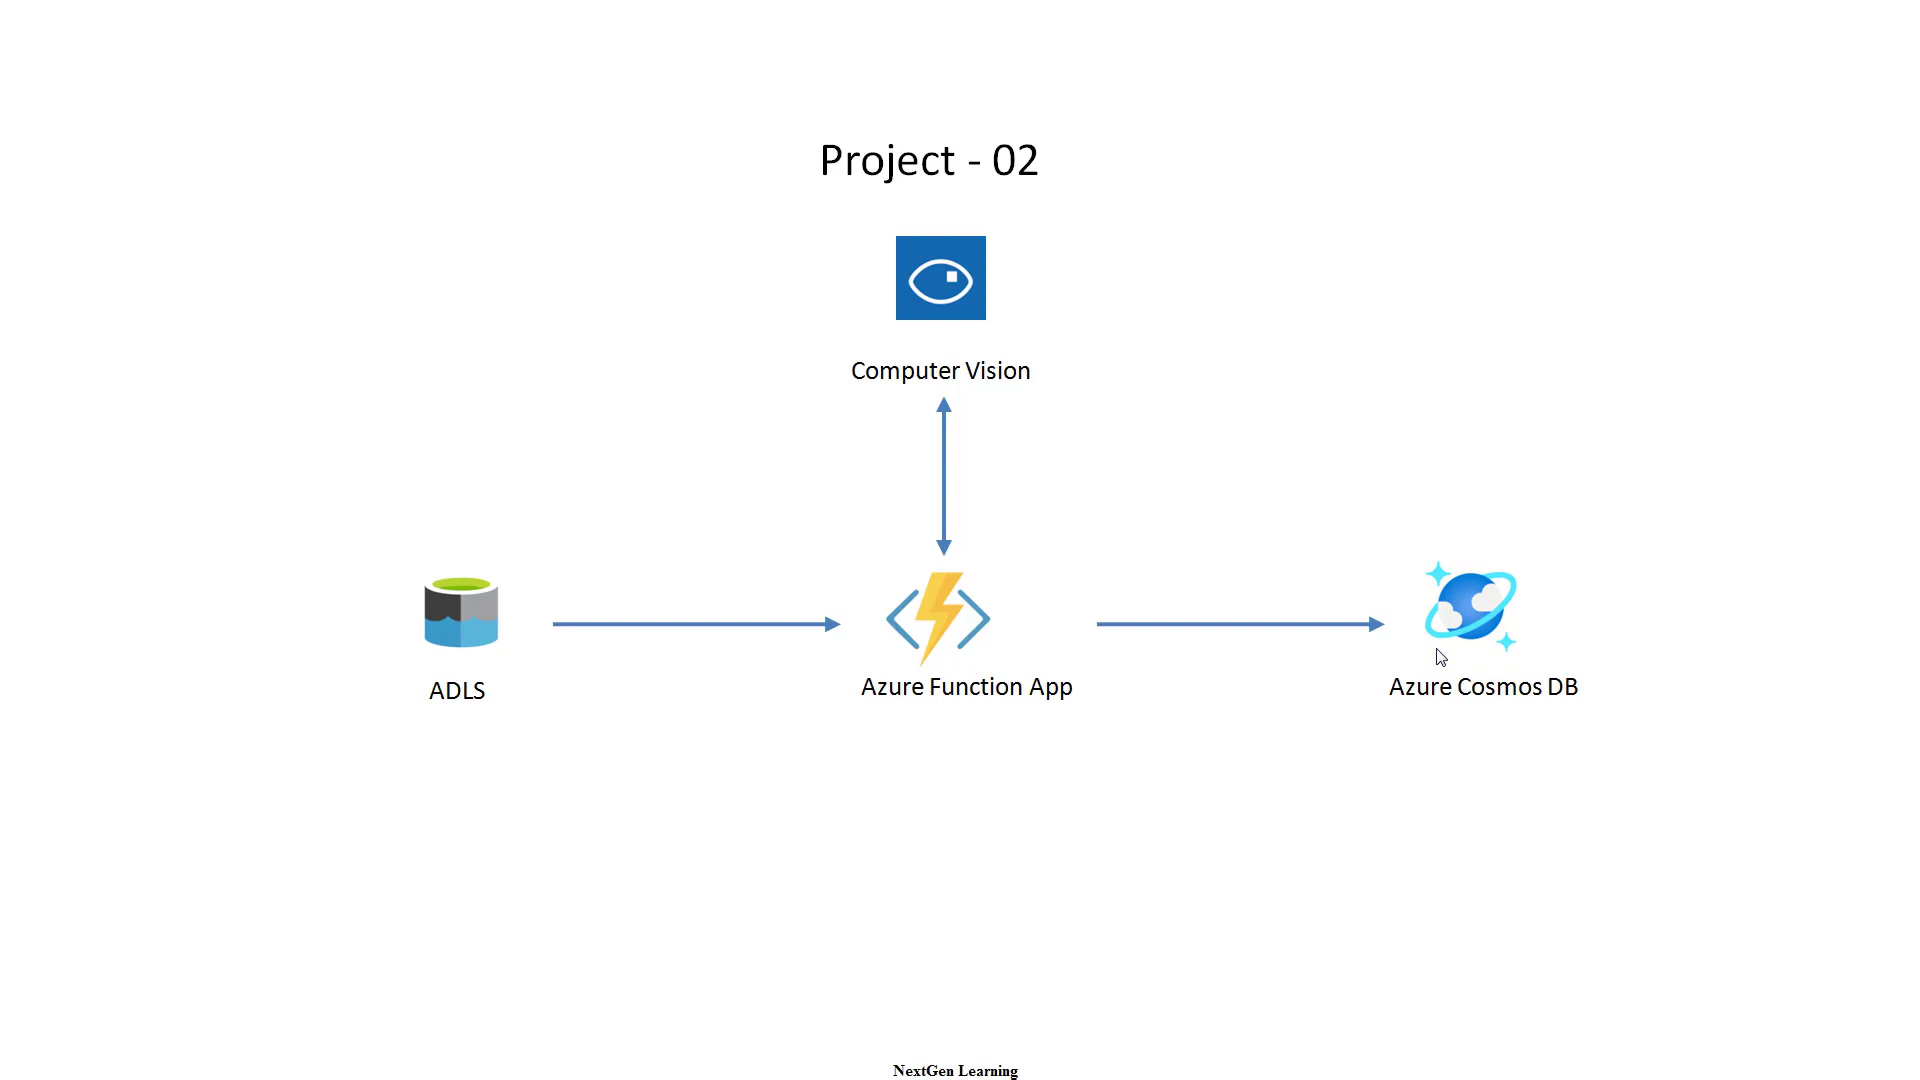 Project - 02
Computer Vision
ADLS
Azure Function App
Azure Cosmos DB
NextGen Learning